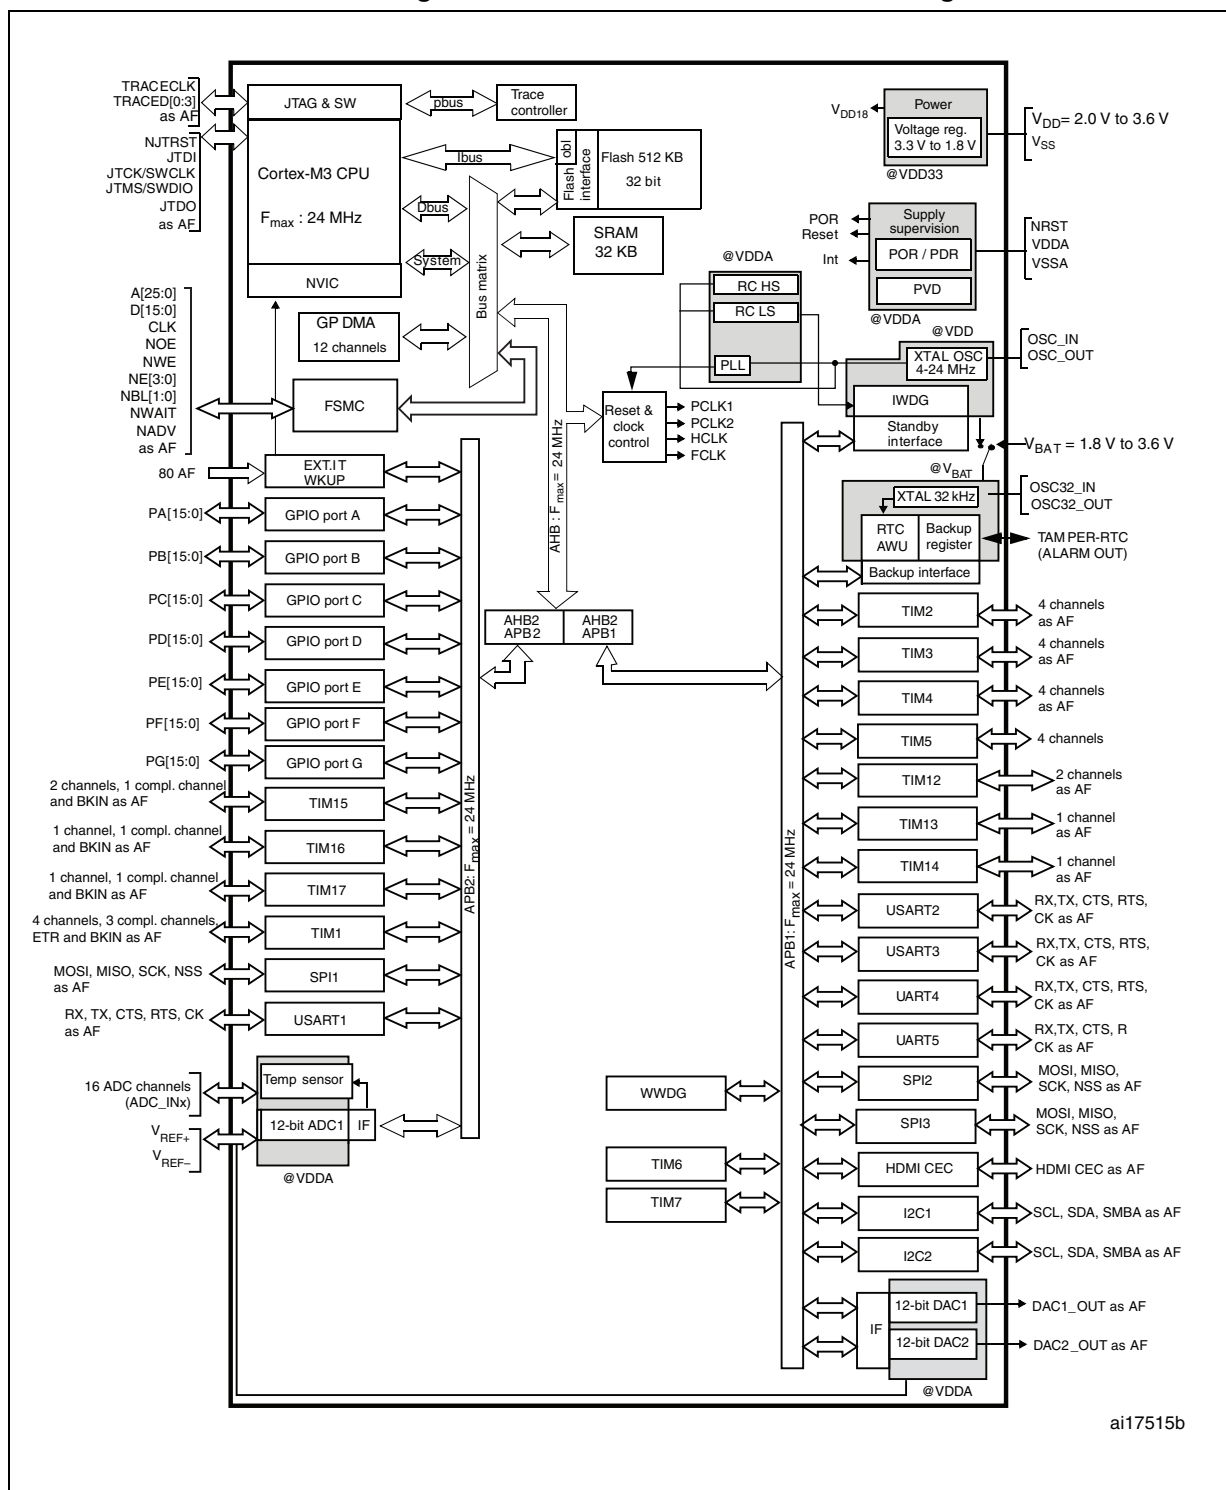 TRACECLK
TRACED[0:3]
as AF
NJTRST
JTDI
JTCK/SWCLK
JTMS/SWDIO
JTDO
as AF
JTAG & SW
pbus
Trace
controller
Cortex-M3 CPU
Fmax : 24 MHz
NVIC
Ibus
Dbus
System
Flash
obl
interface
Flash 512 KB
32 bit
SRAM
32 KB
Bus matrix
GP DMA
12 channels
A[25:0]
D[15:0]
CLK
NOE
NWE
NE[3:0]
NBL[1:0]
NWAIT
NADV
as AF
FSMC
VDD18
Power
Voltage reg.
3.3 V to 1.8 V
@VDD33
VDD= 2.0 V to 3.6 V
VSS
POR
Reset
Int
Supply
supervision
POR / PDR
PVD
@VDDA
NRST
VDDA
VSSA
@VDDA
RC HS
RC LS
PLL
@VDD
XTAL OSC
4-24 MHz
IWDG
Standby
interface
OSC_IN
OSC_OUT
Reset &
clock
control
PCLK1
PCLK2
HCLK
FCLK
VBAT = 1.8 V to 3.6 V
@VBAT
XTAL 32 kHz
RTC
AWU
Backup
register
Backup interface
OSC32_IN
OSC32_OUT
TAMPER-RTC
(ALARM OUT)
AHB : Fmax = 24 MHz
AHB2
APB2
AHB2
APB1
80 AF
EXT.IT
WKUP
PA[15:0]
GPIO port A
PB[15:0]
GPIO port B
PC[15:0]
GPIO port C
PD[15:0]
GPIO port D
PE[15:0]
GPIO port E
PF[15:0]
GPIO port F
PG[15:0]
GPIO port G
2 channels, 1 compl. channel
and BKIN as AF
TIM15
1 channel, 1 compl. channel
and BKIN as AF
TIM16
1 channel, 1 compl. channel
and BKIN as AF
TIM17
4 channels, 3 compl. channels,
ETR and BKIN as AF
TIM1
MOSI, MISO, SCK, NSS
as AF
SPI1
RX, TX, CTS, RTS, CK
as AF
USART1
16 ADC channels
(ADC_INx)
VREF+
VREF–
Temp sensor
12-bit ADC1
IF
@VDDA
APB2: Fmax = 24 MHz
WWDG
TIM6
TIM7
APB1: Fmax = 24 MHz
TIM2
4 channels
as AF
TIM3
4 channels
as AF
TIM4
4 channels
as AF
TIM5
4 channels
TIM12
2 channels
as AF
TIM13
1 channel
as AF
TIM14
1 channel
as AF
USART2
RX,TX, CTS, RTS,
CK as AF
USART3
RX,TX, CTS, RTS,
CK as AF
UART4
RX,TX, CTS, RTS,
CK as AF
UART5
RX,TX, CTS, R
CK as AF
SPI2
MOSI, MISO,
SCK, NSS as AF
SPI3
MOSI, MISO,
SCK, NSS as AF
HDMI CEC
HDMI CEC as AF
I2C1
SCL, SDA, SMBA as AF
I2C2
SCL, SDA, SMBA as AF
IF
12-bit DAC1
DAC1_OUT as AF
12-bit DAC2
DAC2_OUT as AF
@VDDA
ai17515b